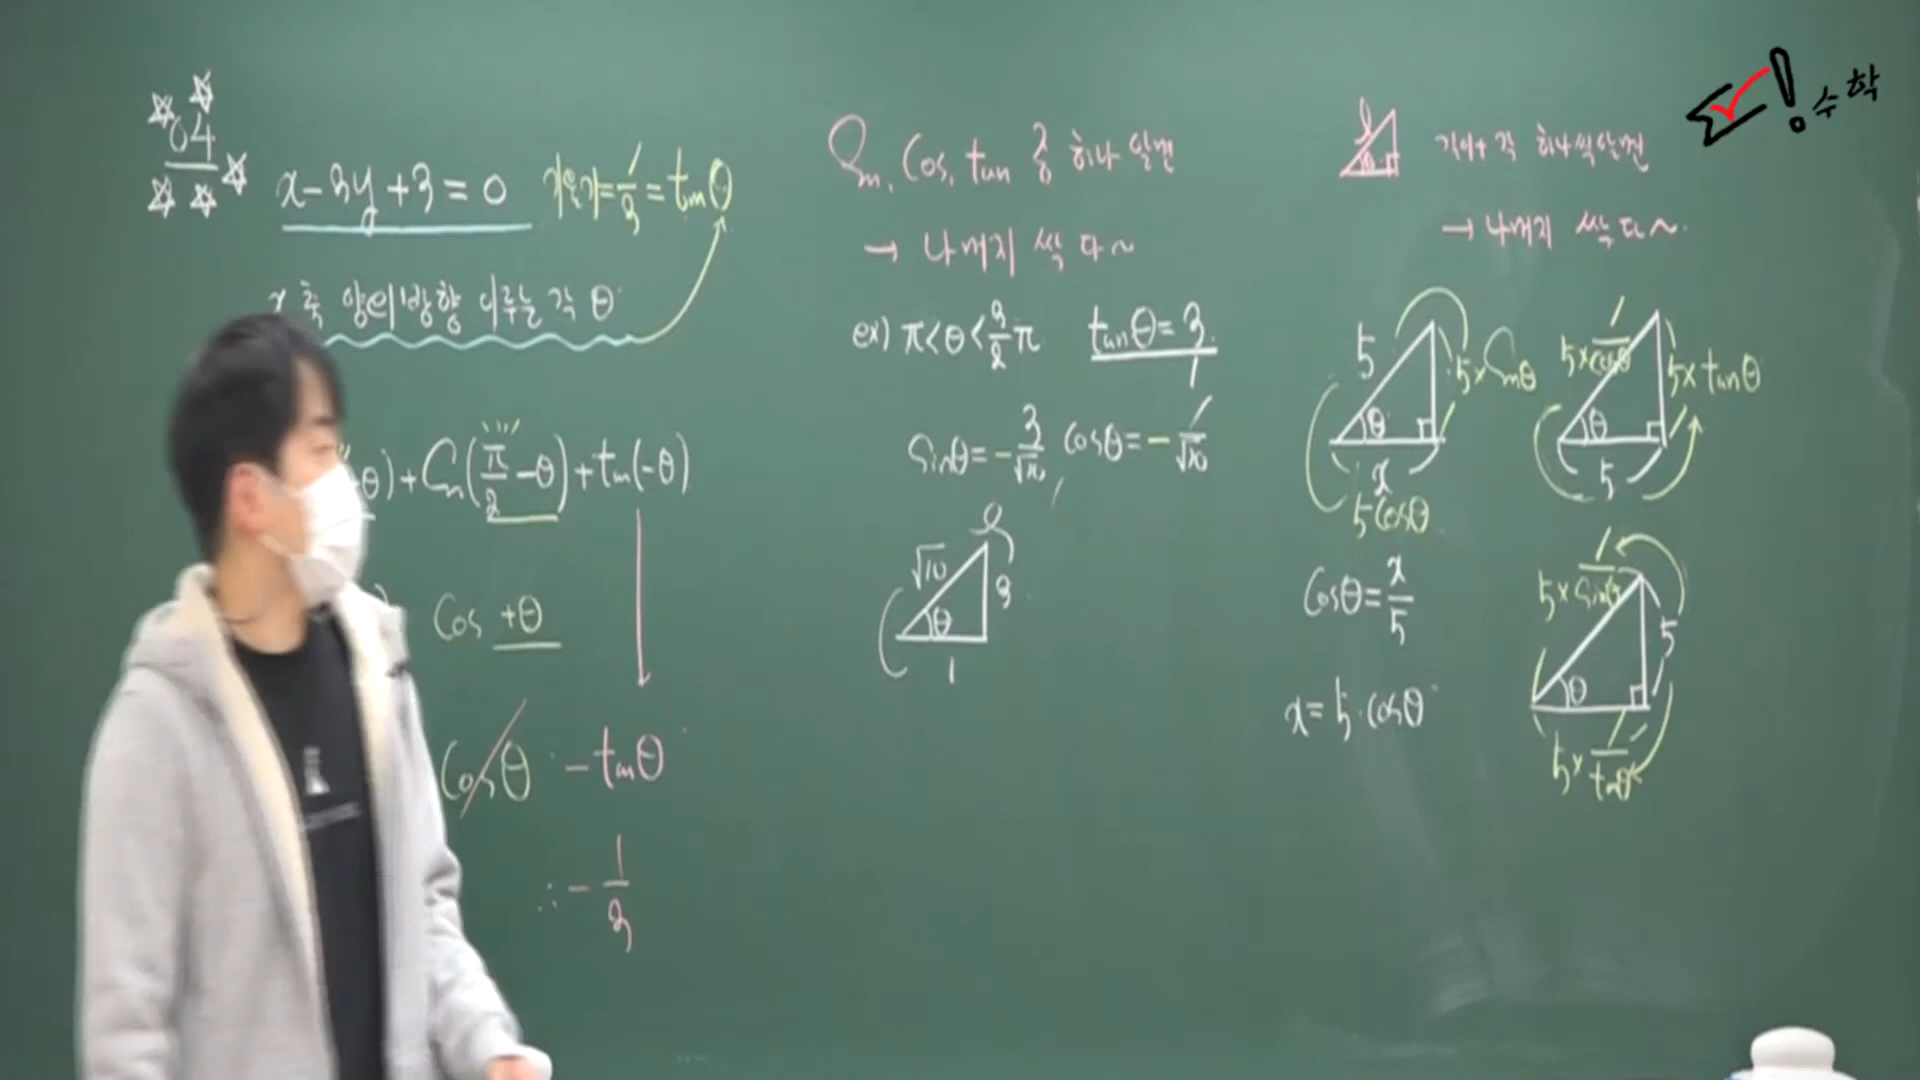 04
x-3y+3=0 기울기=1/3=tanθ
x축 양의방향 이루는 각 θ
-θ)+sin(π/2-θ)+tan(-θ)
cos +θ
cosθ -tanθ
∴ -1/3
sin, cos, tan 중 하나 알면
→ 나머지 싹 다~
ex) π<θ<3/2π tanθ=3
sinθ=-3/√10 cosθ=-1/√10
√10
3
θ
1
길이+각 하나씩알면
→ 나머지 싹 다~
5
5×sinθ
θ
x
5cosθ
5×1/cosθ
5×tanθ
θ
5
cosθ=x/5
x=5·cosθ
5×1/sinθ
5
θ
5×1/tanθ
수학